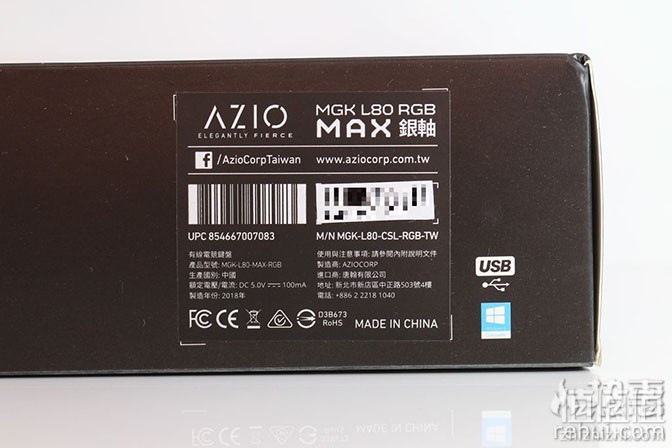 AZIO
ELEGANTLY FIERCE
MGK L80 RGB
MAX 銀軸
f /AzioCorpTaiwan
www.aziocorp.com.tw
UPC 854667007083
M/N MGK-L80-CSL-RGB-TW
有線電競鍵盤
產品型號: MGK-L80-MAX-RGB
生產國別: 中國
額定電壓/電流: DC 5.0V ⎓ 100mA
製造年份: 2018年
使用與注意事項: 請參閱內附說明文件
製造商: AZIOCORP
進口商: 唐翰有限公司
地址: 新北市新店區中正路503號4樓
電話: +886 2 2218 1040
FC CE
D3B673
RoHS
MADE IN CHINA
USB
Windows